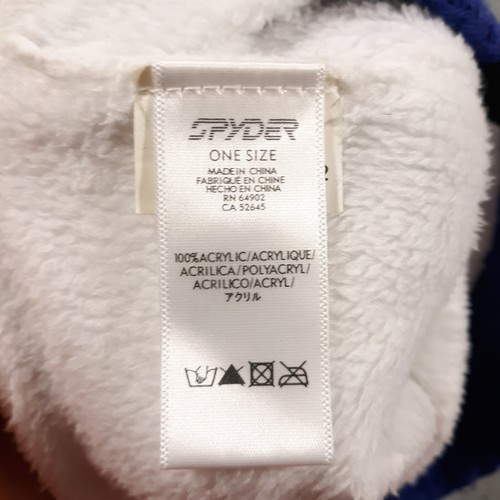 SPYDER
ONE SIZE
MADE IN CHINA
FABRIQUE EN CHINE
HECHO EN CHINA
RN 64902
CA 52645
100%ACRYLIC/ACRYLIQUE/
ACRILICA/POLYACRYL/
ACRILICO/ACRYL/
アクリル
2